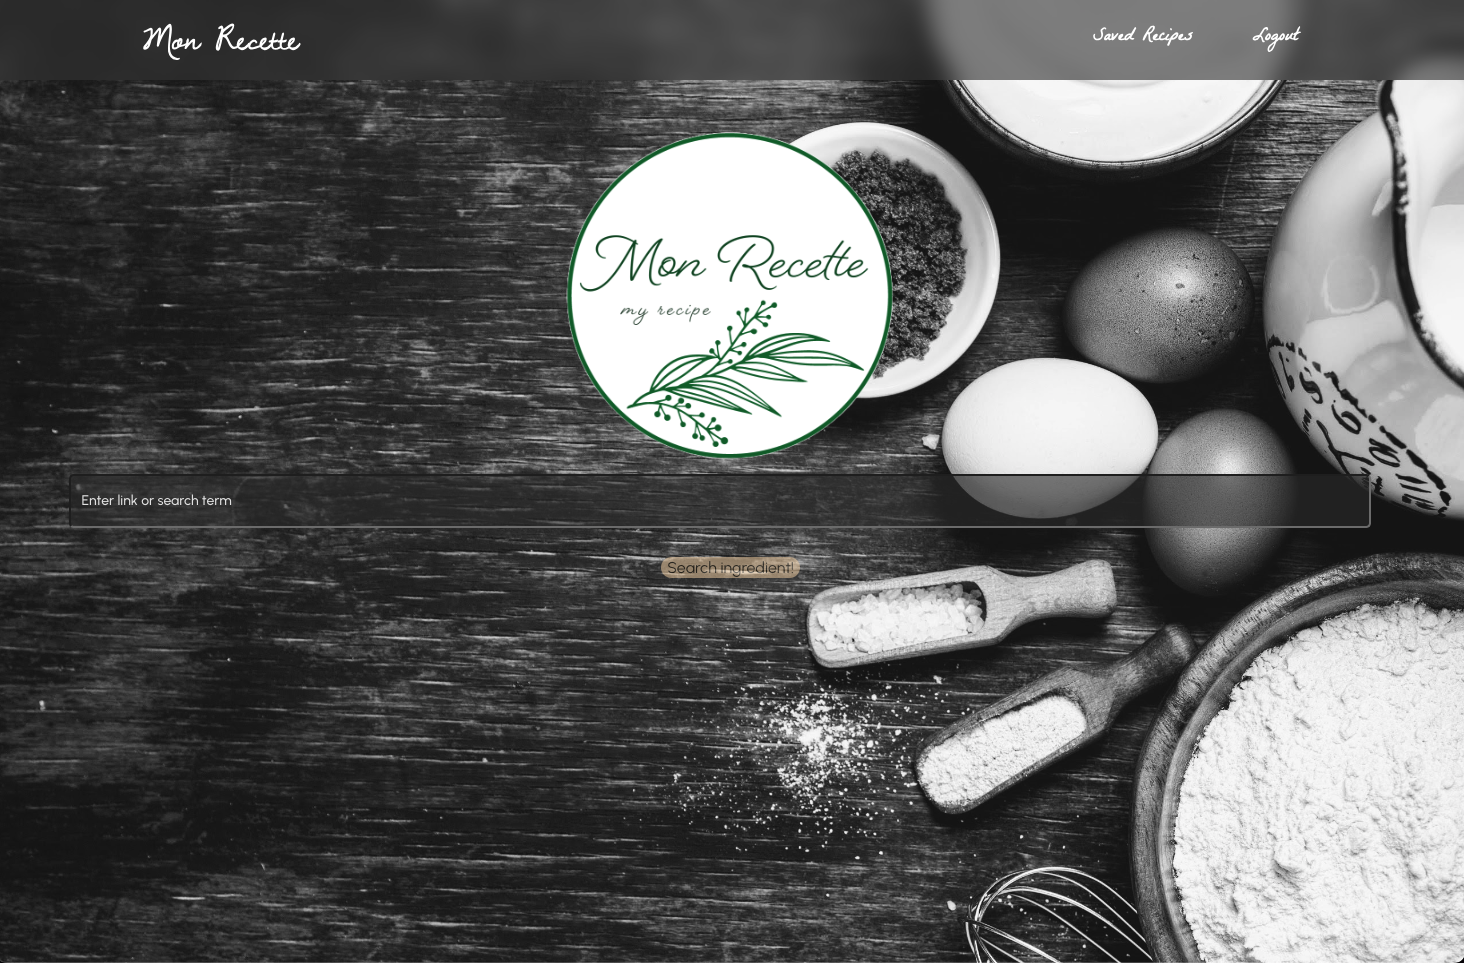 Mon Recette
Saved Recipes
Logout
Mon Recette
my recipe
Enter link or search term
Search ingredient!